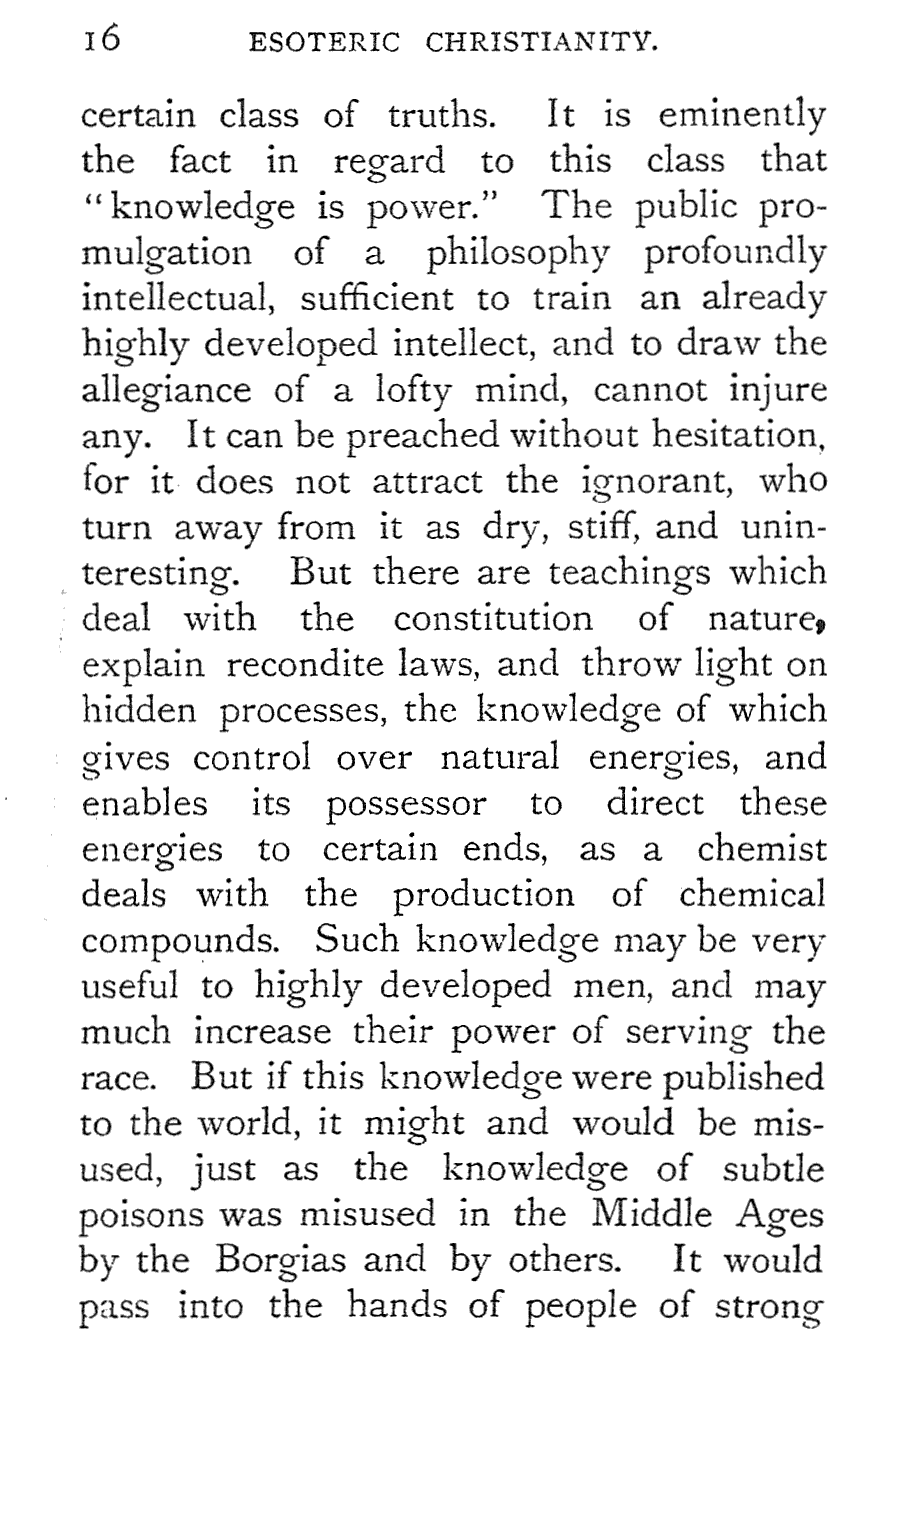 16 ESOTERIC CHRISTIANITY.
certain class of truths. It is eminently
the fact in regard to this class that
“knowledge is power.” The public pro-
mulgation of a philosophy profoundly
intellectual, sufficient to train an already
highly developed intellect, and to draw the
allegiance of a lofty mind, cannot injure
any. It can be preached without hesitation,
for it does not attract the ignorant, who
turn away from it as dry, stiff, and unin-
teresting. But there are teachings which
deal with the constitution of nature,
explain recondite laws, and throw light on
hidden processes, the knowledge of which
gives control over natural energies, and
enables its possessor to direct these
energies to certain ends, as a chemist
deals with the production of chemical
compounds. Such knowledge may be very
useful to highly developed men, and may
much increase their power of serving the
race. But if this knowledge were published
to the world, it might and would be mis-
used, just as the knowledge of subtle
poisons was misused in the Middle Ages
by the Borgias and by others. It would
pass into the hands of people of strong